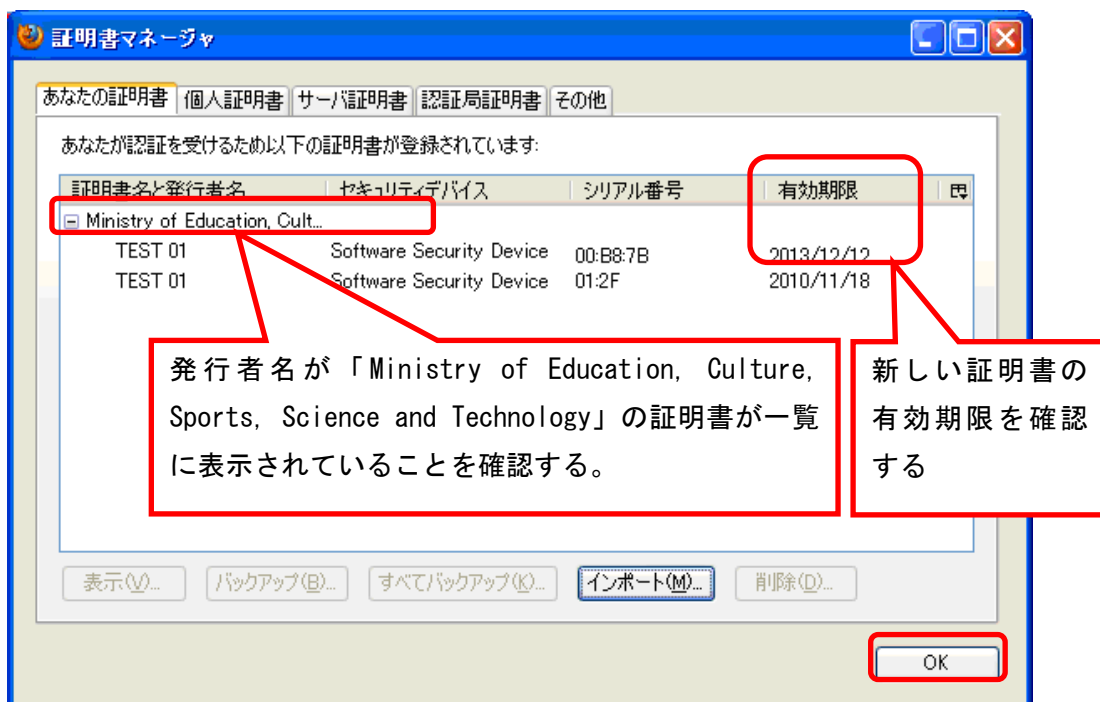 証明書マネージャ
あなたの証明書 個人証明書 サーバ証明書 認証局証明書 その他
あなたが認証を受けるため以下の証明書が登録されています:
証明書名と発行者名 セキュリティデバイス シリアル番号 有効期限
Ministry of Education, Cult...
TEST 01 Software Security Device 00:B8:7B 2013/12/12
TEST 01 Software Security Device 01:2F 2010/11/18
発行者名が「Ministry of Education, Culture,
Sports, Science and Technology」の証明書が一覧
に表示されていることを確認する。
新しい証明書の
有効期限を確認
する
表示(V)... バックアップ(B)... すべてバックアップ(K)... インポート(M)... 削除(D)...
OK